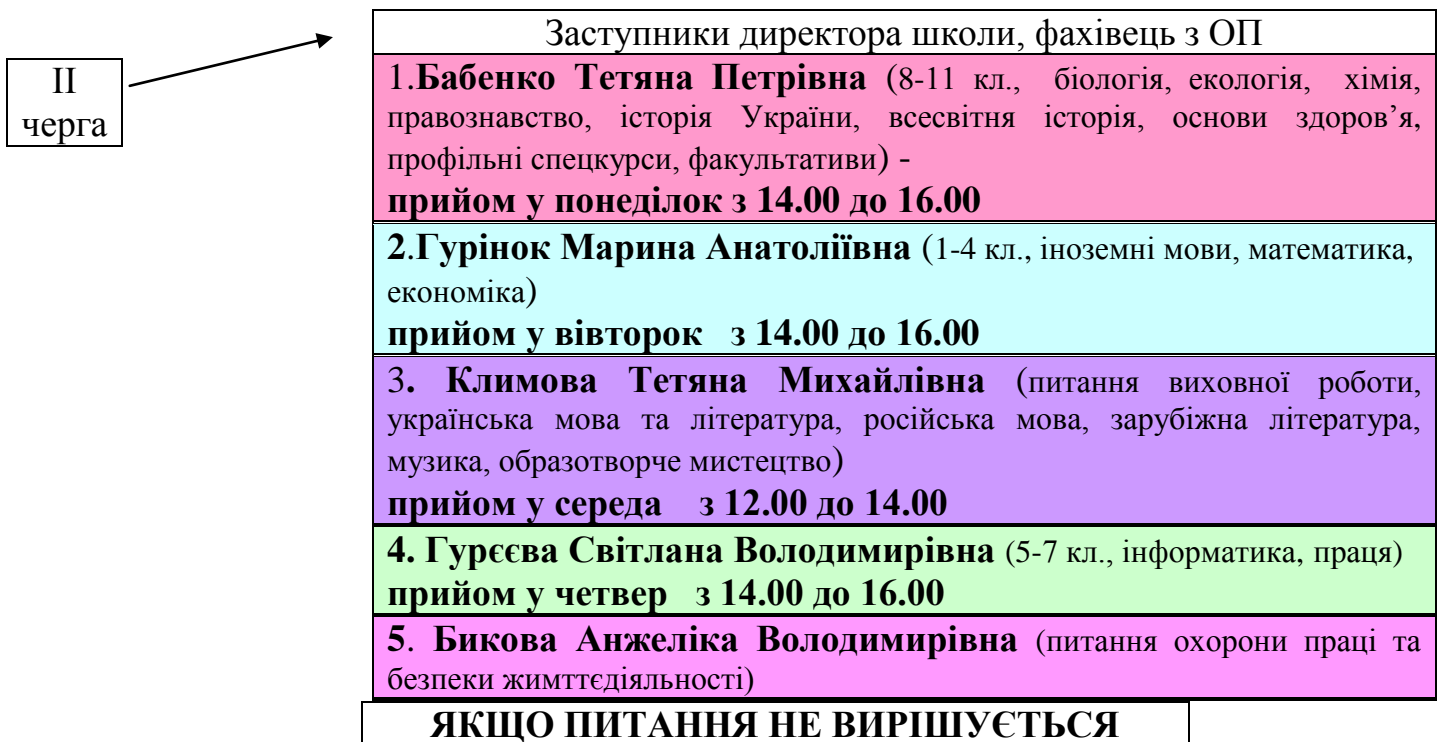 Заступники директора школи, фахівець з ОП
ІІ
черга
1.Бабенко Тетяна Петрівна (8-11 кл., біологія, екологія, хімія,
правознавство, історія України, всесвітня історія, основи здоров’я,
профільні спецкурси, факультативи) -
прийом у понеділок з 14.00 до 16.00
2.Гурінок Марина Анатоліївна (1-4 кл., іноземні мови, математика,
економіка)
прийом у вівторок з 14.00 до 16.00
3. Климова Тетяна Михайлівна (питання виховної роботи,
українська мова та література, російська мова, зарубіжна література,
музика, образотворче мистецтво)
прийом у середа з 12.00 до 14.00
4. Гурєєва Світлана Володимирівна (5-7 кл., інформатика, праця)
прийом у четвер з 14.00 до 16.00
5. Бикова Анжеліка Володимирівна (питання охорони праці та
безпеки жимттєдіяльності)
ЯКЩО ПИТАННЯ НЕ ВИРІШУЄТЬСЯ